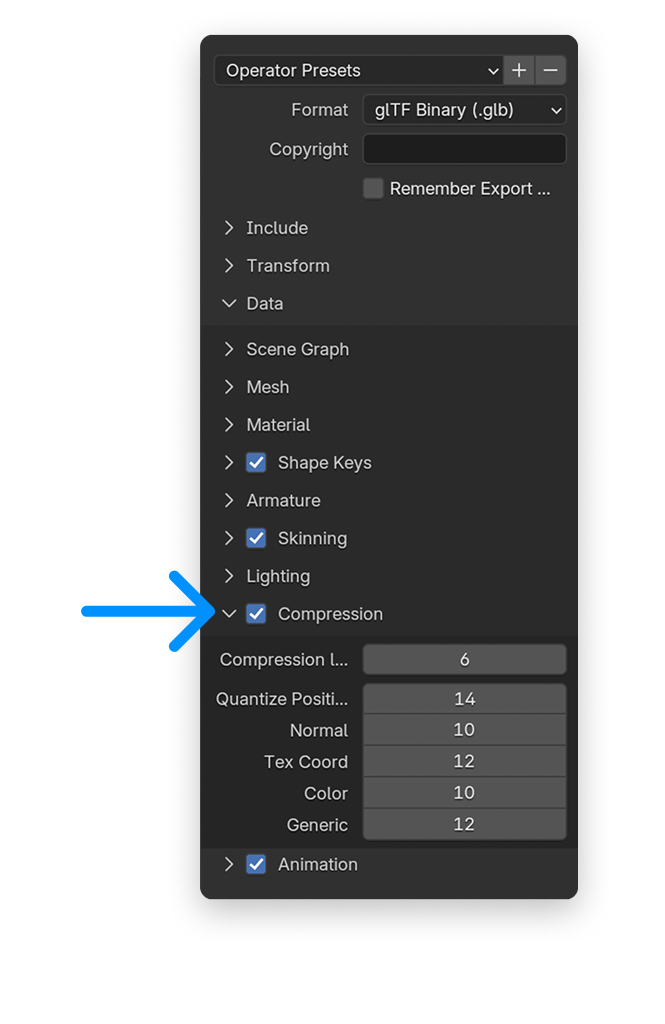 Operator Presets
Format glTF Binary (.glb)
Copyright
Remember Export ...
Include
Transform
Data
Scene Graph
Mesh
Material
Shape Keys
Armature
Skinning
Lighting
Compression
Compression l... 6
Quantize Positi... 14
Normal 10
Tex Coord 12
Color 10
Generic 12
Animation